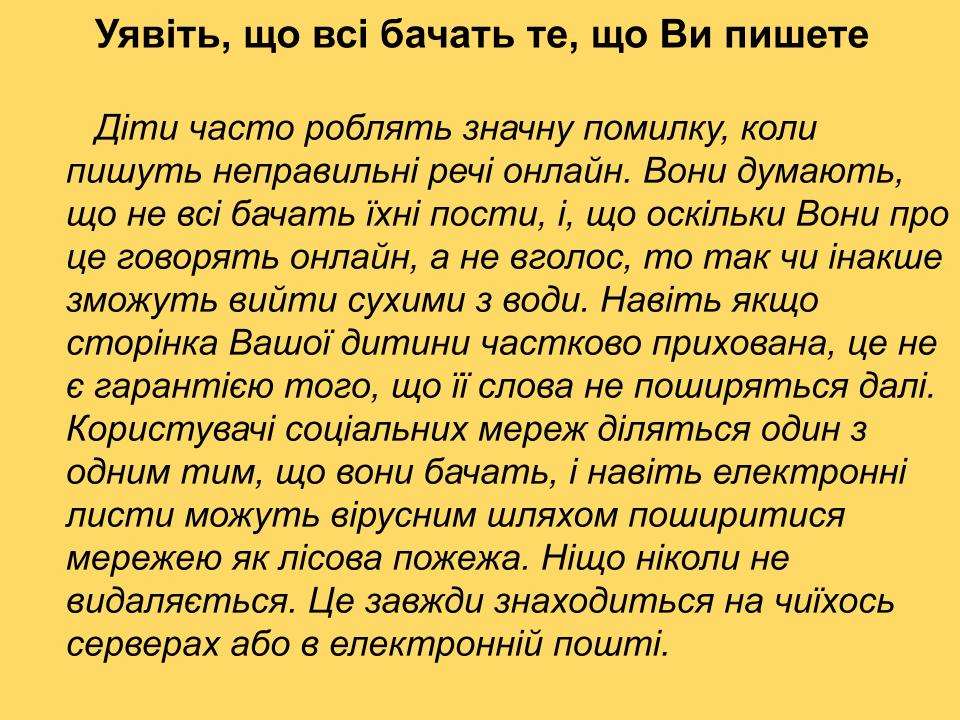 Уявіть, що всі бачать те, що Ви пишете
Діти часто роблять значну помилку, коли
пишуть неправильні речі онлайн. Вони думають,
що не всі бачать їхні пости, і, що оскільки Вони про
це говорять онлайн, а не вголос, то так чи інакше
зможуть вийти сухими з води. Навіть якщо
сторінка Вашої дитини частково прихована, це не
є гарантією того, що її слова не поширяться далі.
Користувачі соціальних мереж діляться один з
одним тим, що вони бачать, і навіть електронні
листи можуть вірусним шляхом поширитися
мережею як лісова пожежа. Ніщо ніколи не
видаляється. Це завжди знаходиться на чиїхось
серверах або в електронній пошті.